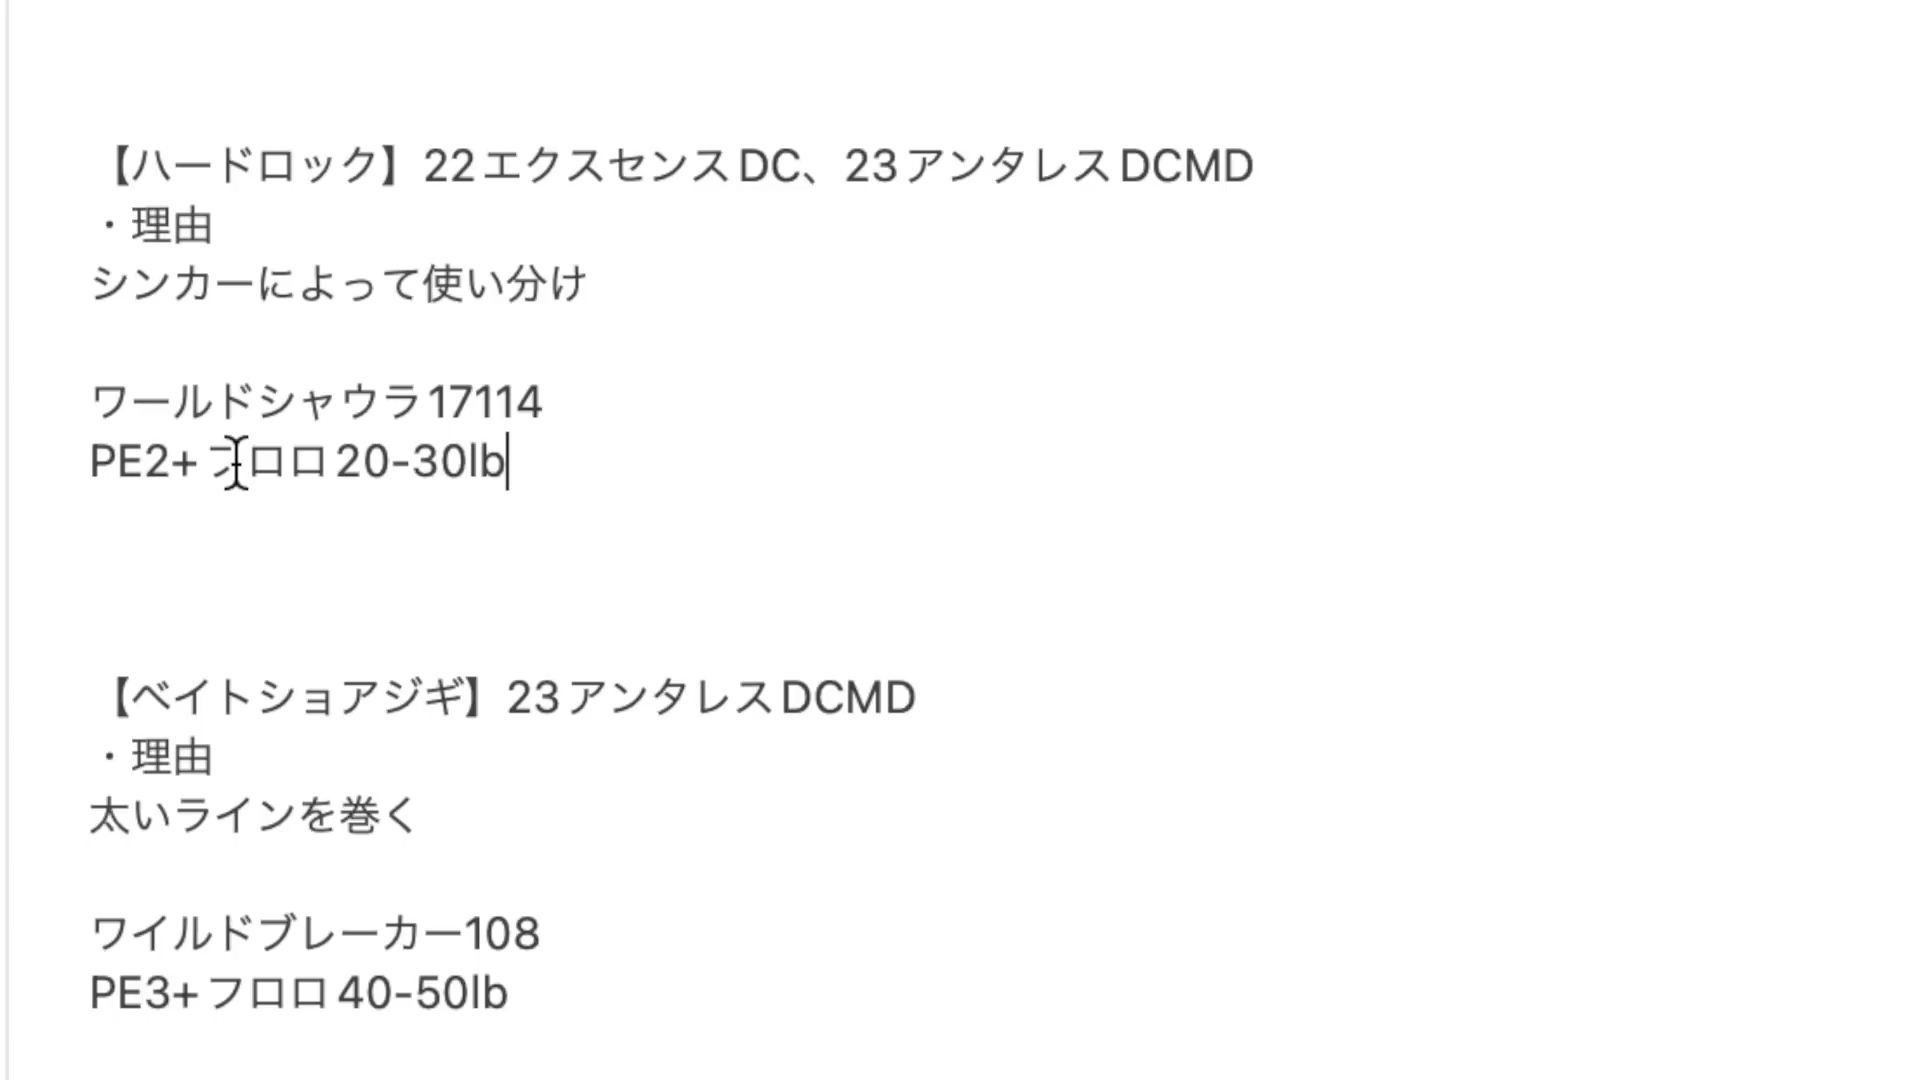 【ハードロック】22エクスセンスDC、23アンタレスDCMD
・理由
シンカーによって使い分け
ワールドシャウラ17114
PE2+フロロ20-30lb
【ベイトショアジギ】23アンタレスDCMD
・理由
太いラインを巻く
ワイルドブレーカー108
PE3+フロロ40-50lb